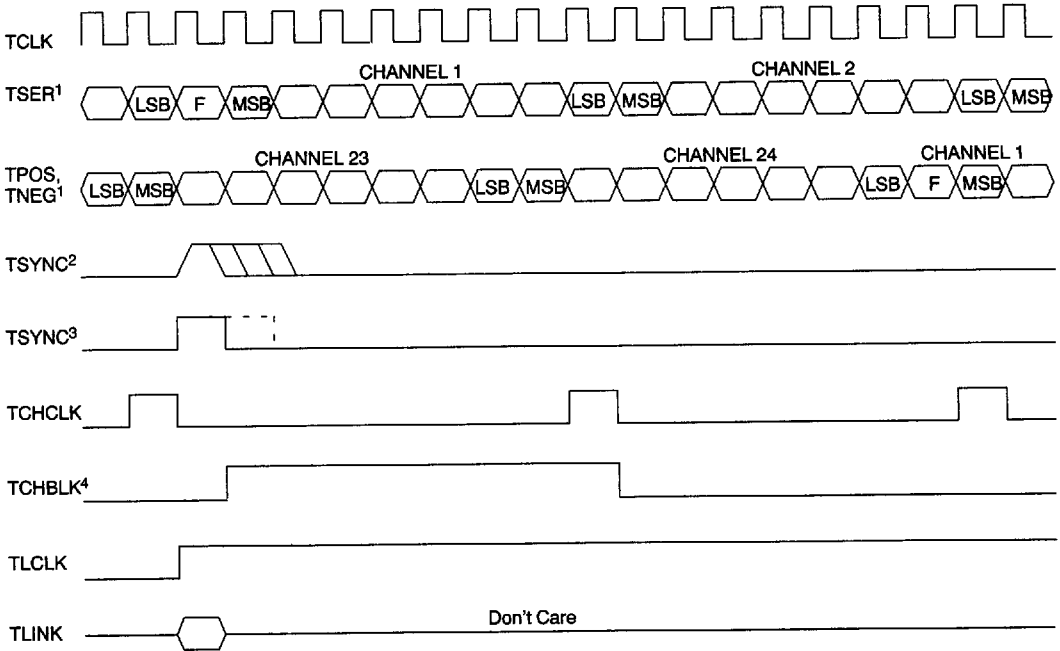 TCLK
CHANNEL 1 CHANNEL 2
TSER1 LSB F MSB LSB MSB LSB MSB
CHANNEL 23 CHANNEL 24 CHANNEL 1
TPOS,
TNEG1 LSB MSB LSB MSB LSB F MSB
TSYNC2
TSYNC3
TCHCLK
TCHBLK4
TLCLK
Don't Care
TLINK